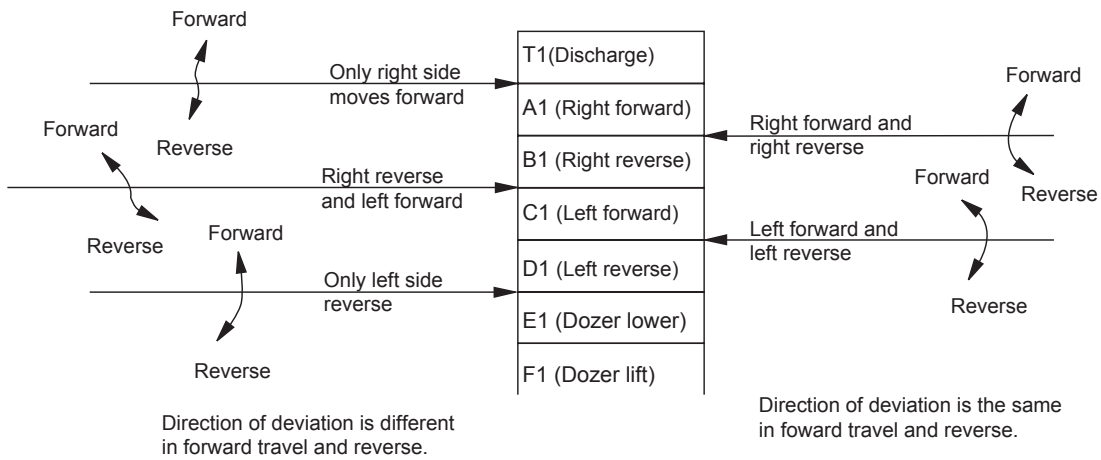 Forward
Only right side
moves forward
Reverse
Forward
Right reverse
and left forward
Reverse
Forward
Only left side
reverse
Reverse
T1(Discharge)
A1 (Right forward)
B1 (Right reverse)
C1 (Left forward)
D1 (Left reverse)
E1 (Dozer lower)
F1 (Dozer lift)
Forward
Right forward and
right reverse
Reverse
Forward
Left forward and
left reverse
Reverse
Direction of deviation is different
in forward travel and reverse.
Direction of deviation is the same
in foward travel and reverse.